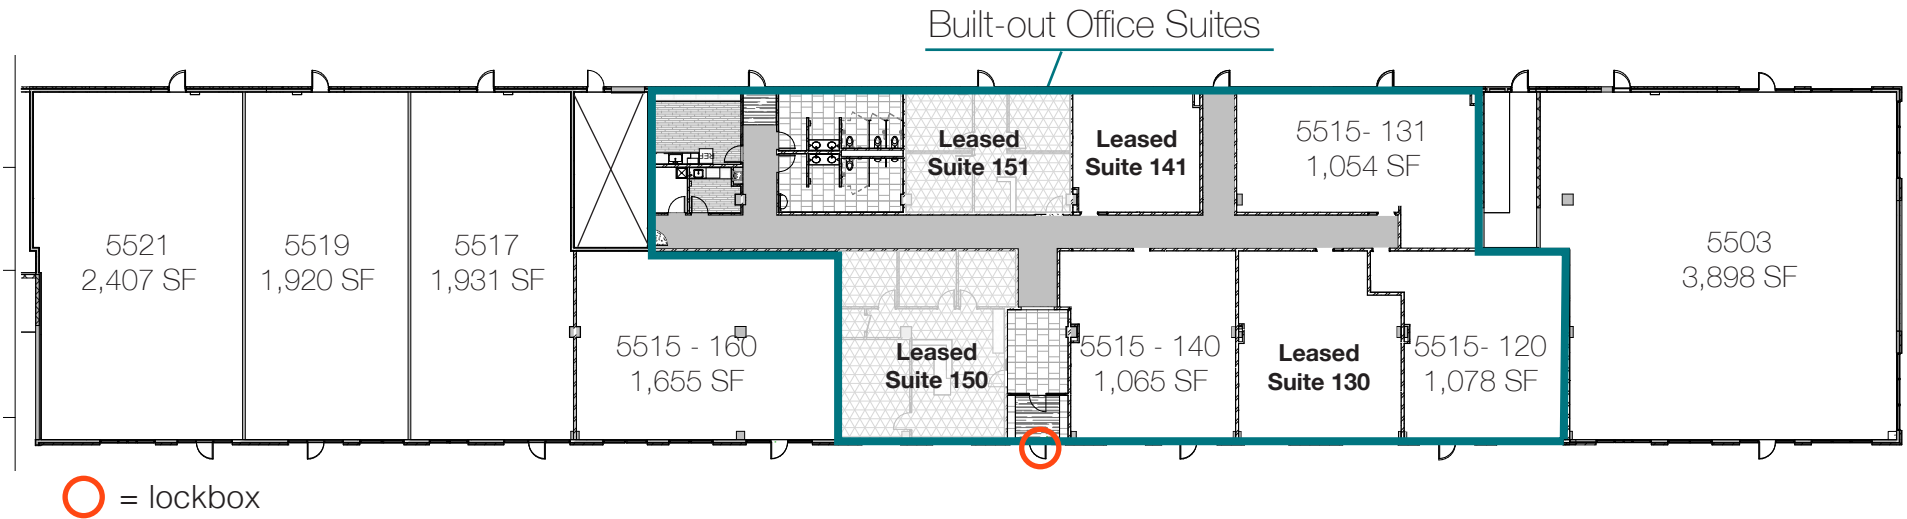 Built-out Office Suites
Leased
Suite 151
Leased
Suite 141
5515- 131
1,054 SF
5521
2,407 SF
5519
1,920 SF
5517
1,931 SF
5503
3,898 SF
5515 - 160
1,655 SF
Leased
Suite 150
5515 - 140
1,065 SF
Leased
Suite 130
5515- 120
1,078 SF
= lockbox